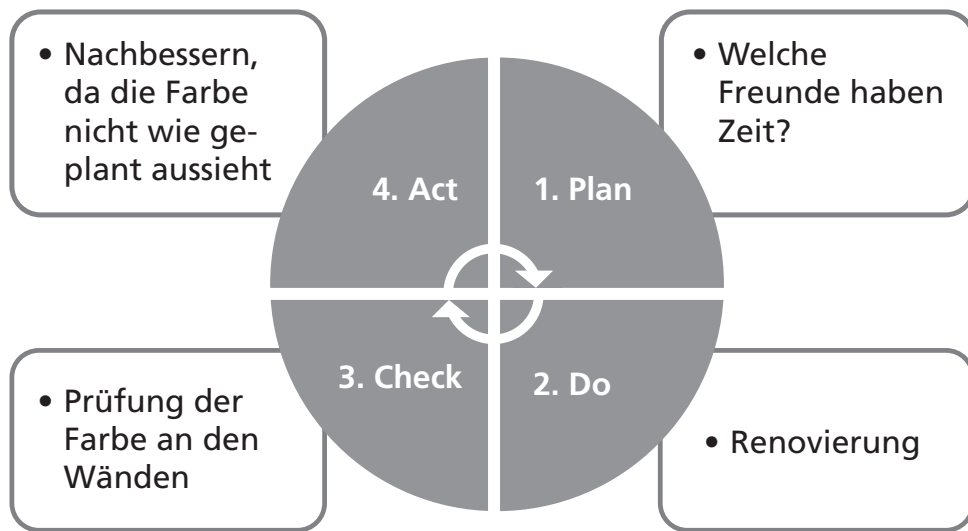 • Nachbessern,
da die Farbe
nicht wie ge-
plant aussieht
• Welche
Freunde haben
Zeit?
4. Act
1. Plan
3. Check
2. Do
• Prüfung der
Farbe an den
Wänden
• Renovierung